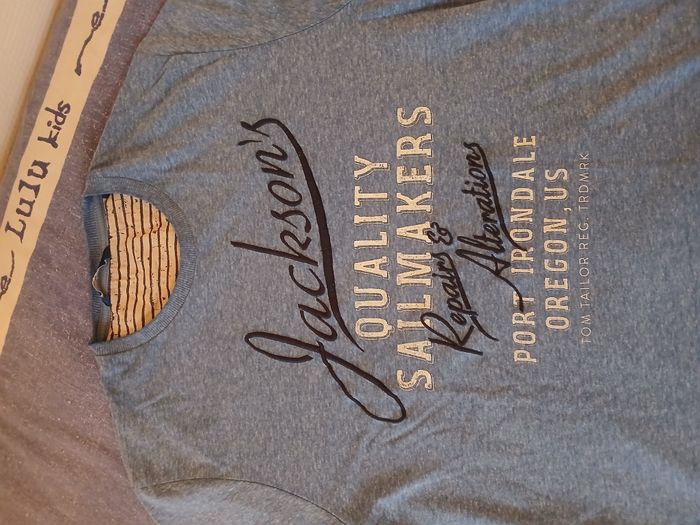 Lulu kids
Jackson's
QUALITY
SAILMAKERS
Repairs &
Alterations
PORT IRONDALE
OREGON, US
TOM TAILOR REG. TRDMRK